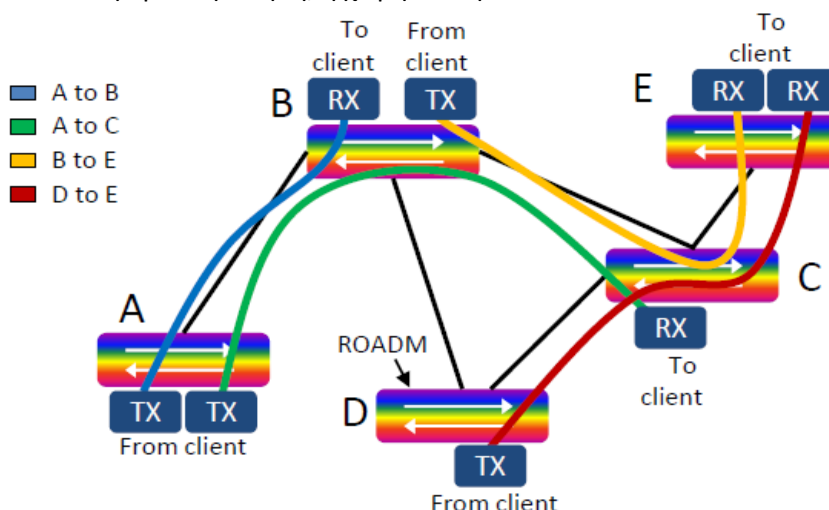 To
client
From
client
To
client
B
RX
TX
E
RX
RX
A to B
A to C
B to E
D to E
A
C
ROADM
RX
To
client
TX
TX
From client
D
TX
From client